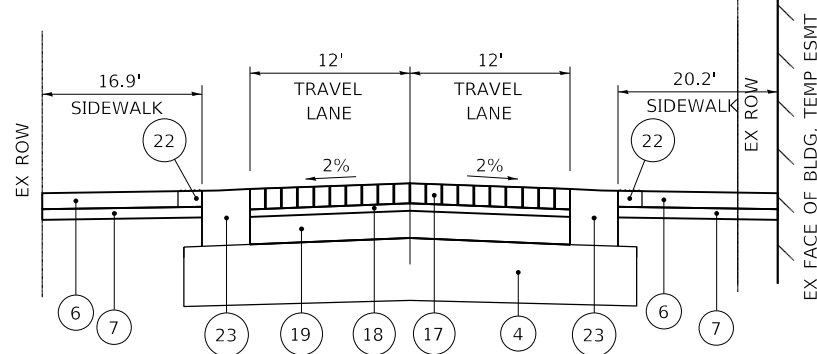 12'
12'
16.9'
20.2'
TRAVEL
LANE
TRAVEL
LANE
SIDEWALK
SIDEWALK
22
22
EX ROW
EX ROW
EX FACE OF BLDG. TEMP ESMT
2%
2%
6
7
23
19
18
17
4
23
6
7